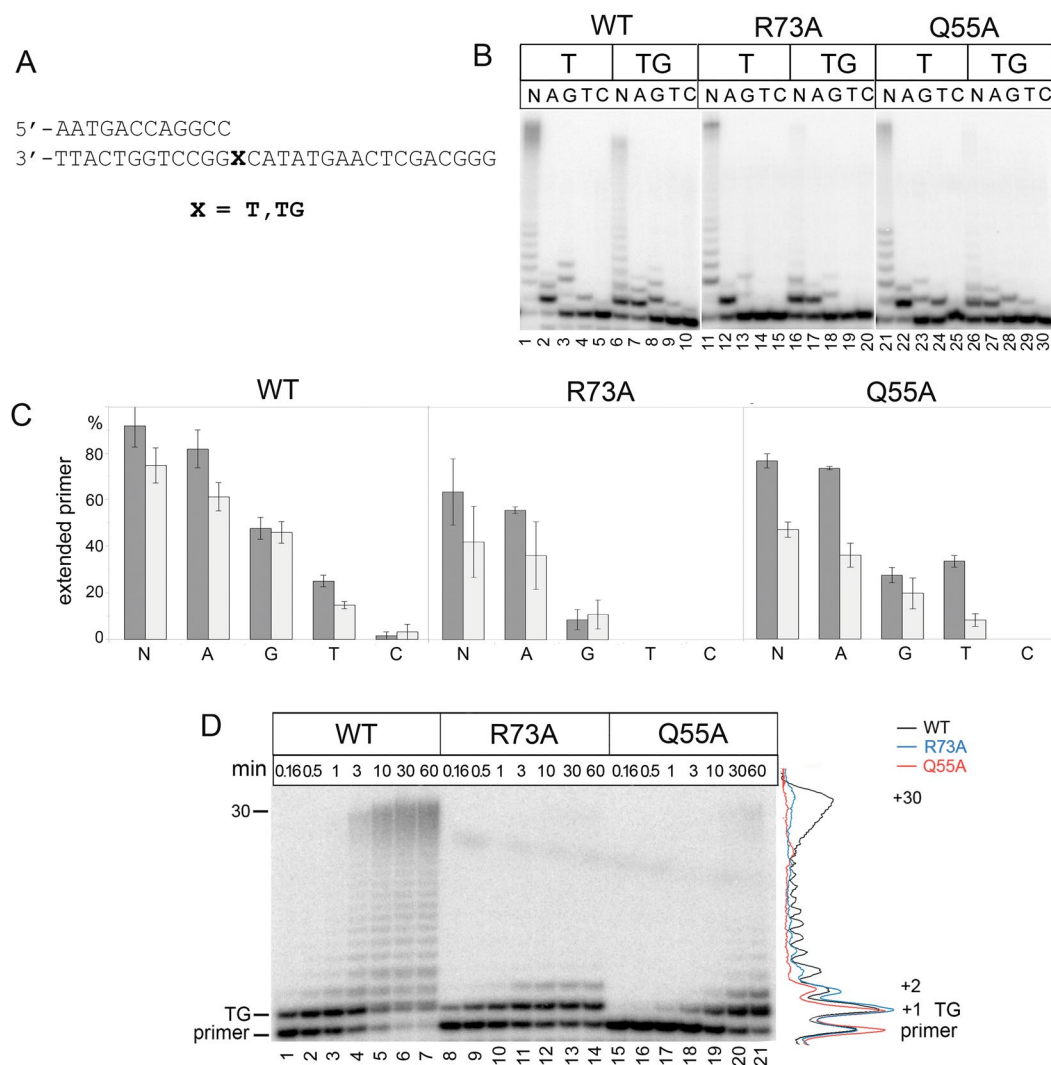 A
5′-AATGACCAGGCC
3′-TTACTGGTCCGGXCATATGAACTCGACGGG
X = T,TG
B
WT R73A Q55A
T TG T TG T TG
N A G T C N A G T C N A G T C N A G T C N A G T C N A G T C
1 2 3 4 5 6 7 8 9 10 11 12 13 14 15 16 17 18 19 20 21 22 23 24 25 26 27 28 29 30
C
WT R73A Q55A
%
80
60
40
20
0
extended primer
N A G T C N A G T C N A G T C
D
WT R73A Q55A
min 0.16 0.5 1 3 10 30 60 0.16 0.5 1 3 10 30 60 0.16 0.5 1 3 10 30 60
30
TG
primer
1 2 3 4 5 6 7 8 9 10 11 12 13 14 15 16 17 18 19 20 21
WT
R73A
Q55A
+30
+2
+1 TG
primer